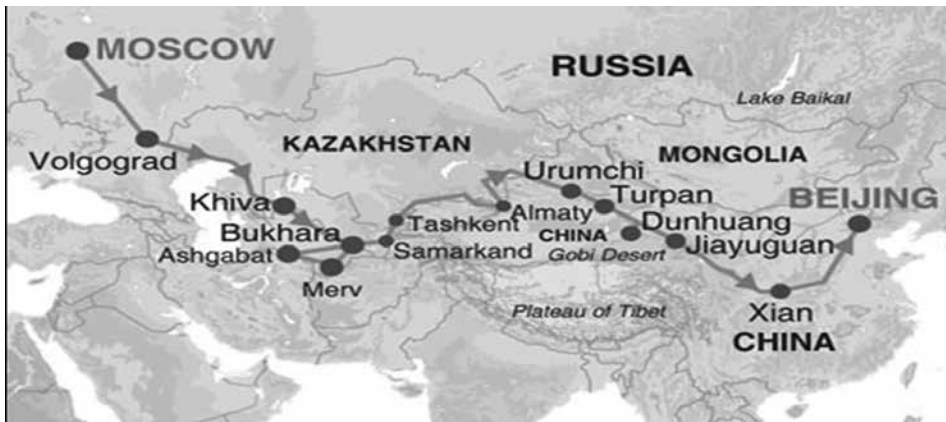 MOSCOW
RUSSIA
Lake Baikal
Volgograd
KAZAKHSTAN
MONGOLIA
Urumchi
Turpan
BEIJING
Khiva
Almaty
Tashkent
Dunhuang
Bukhara
CHINA
Jiayuguan
Samarkand
Ashgabat
Gobi Desert
Merv
Plateau of Tibet
Xian
CHINA